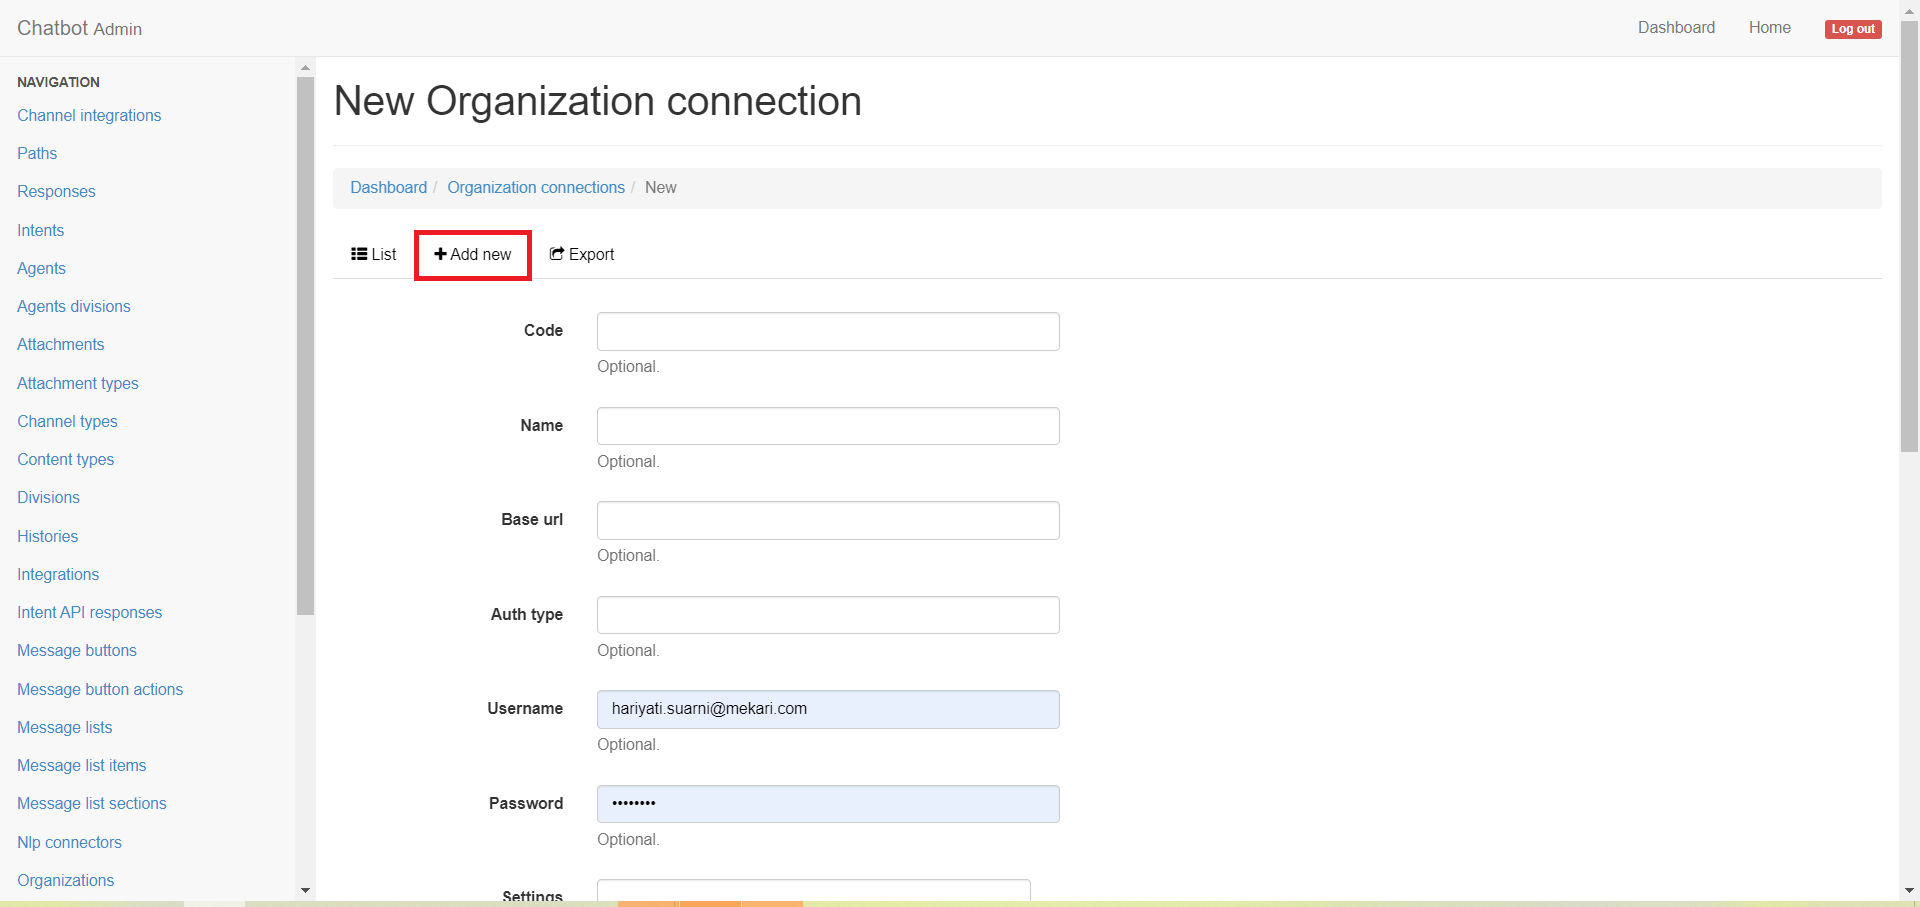 Chatbot Admin
Dashboard
Home
Log out
NAVIGATION
Channel integrations
Paths
Responses
Intents
Agents
Agents divisions
Attachments
Attachment types
Channel types
Content types
Divisions
Histories
Integrations
Intent API responses
Message buttons
Message button actions
Message lists
Message list items
Message list sections
Nlp connectors
Organizations
New Organization connection
Dashboard / Organization connections / New
List
Add new
Export
Code
Optional.
Name
Optional.
Base url
Optional.
Auth type
Optional.
Username
hariyati.suarni@mekari.com
Optional.
Password
••••••••
Optional.
Settings